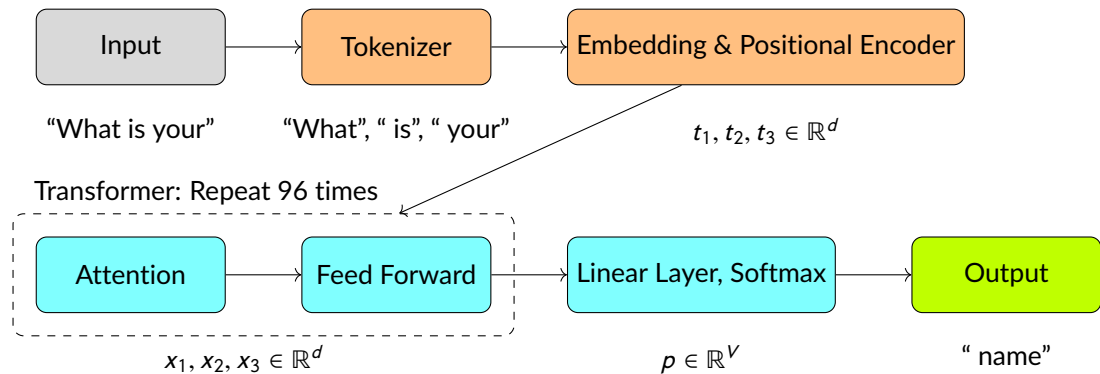 Input
Tokenizer
Embedding & Positional Encoder
“What is your”
“What”, “ is”, “ your”
t₁, t₂, t₃ ∈ ℝᵈ
Transformer: Repeat 96 times
Attention
Feed Forward
Linear Layer, Softmax
Output
x₁, x₂, x₃ ∈ ℝᵈ
p ∈ ℝⱽ
“ name”